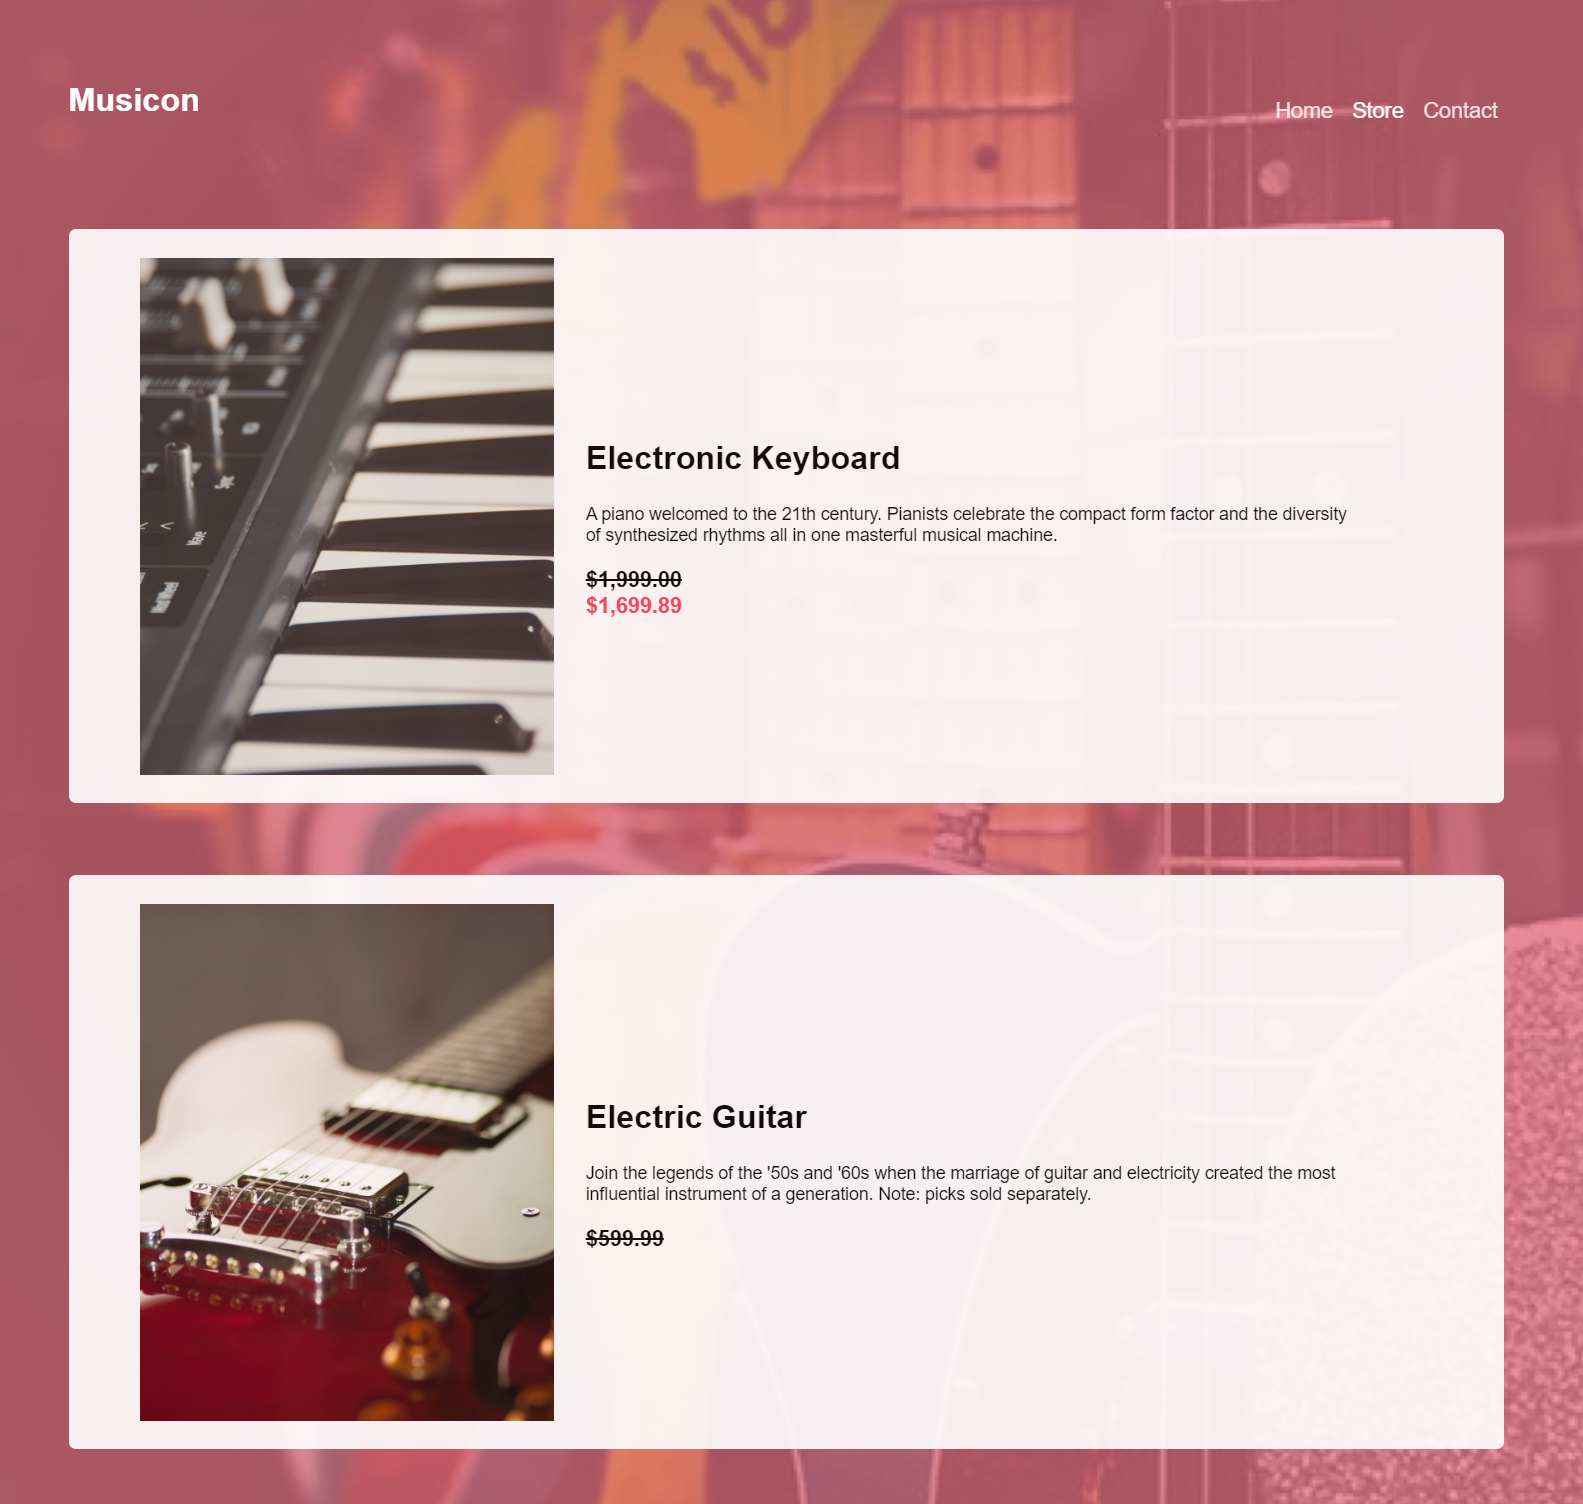 Musicon
Home Store Contact
Electronic Keyboard
A piano welcomed to the 21th century. Pianists celebrate the compact form factor and the diversity
of synthesized rhythms all in one masterful musical machine.
$1,999.00
$1,699.89
Electric Guitar
Join the legends of the '50s and '60s when the marriage of guitar and electricity created the most
influential instrument of a generation. Note: picks sold separately.
$599.99